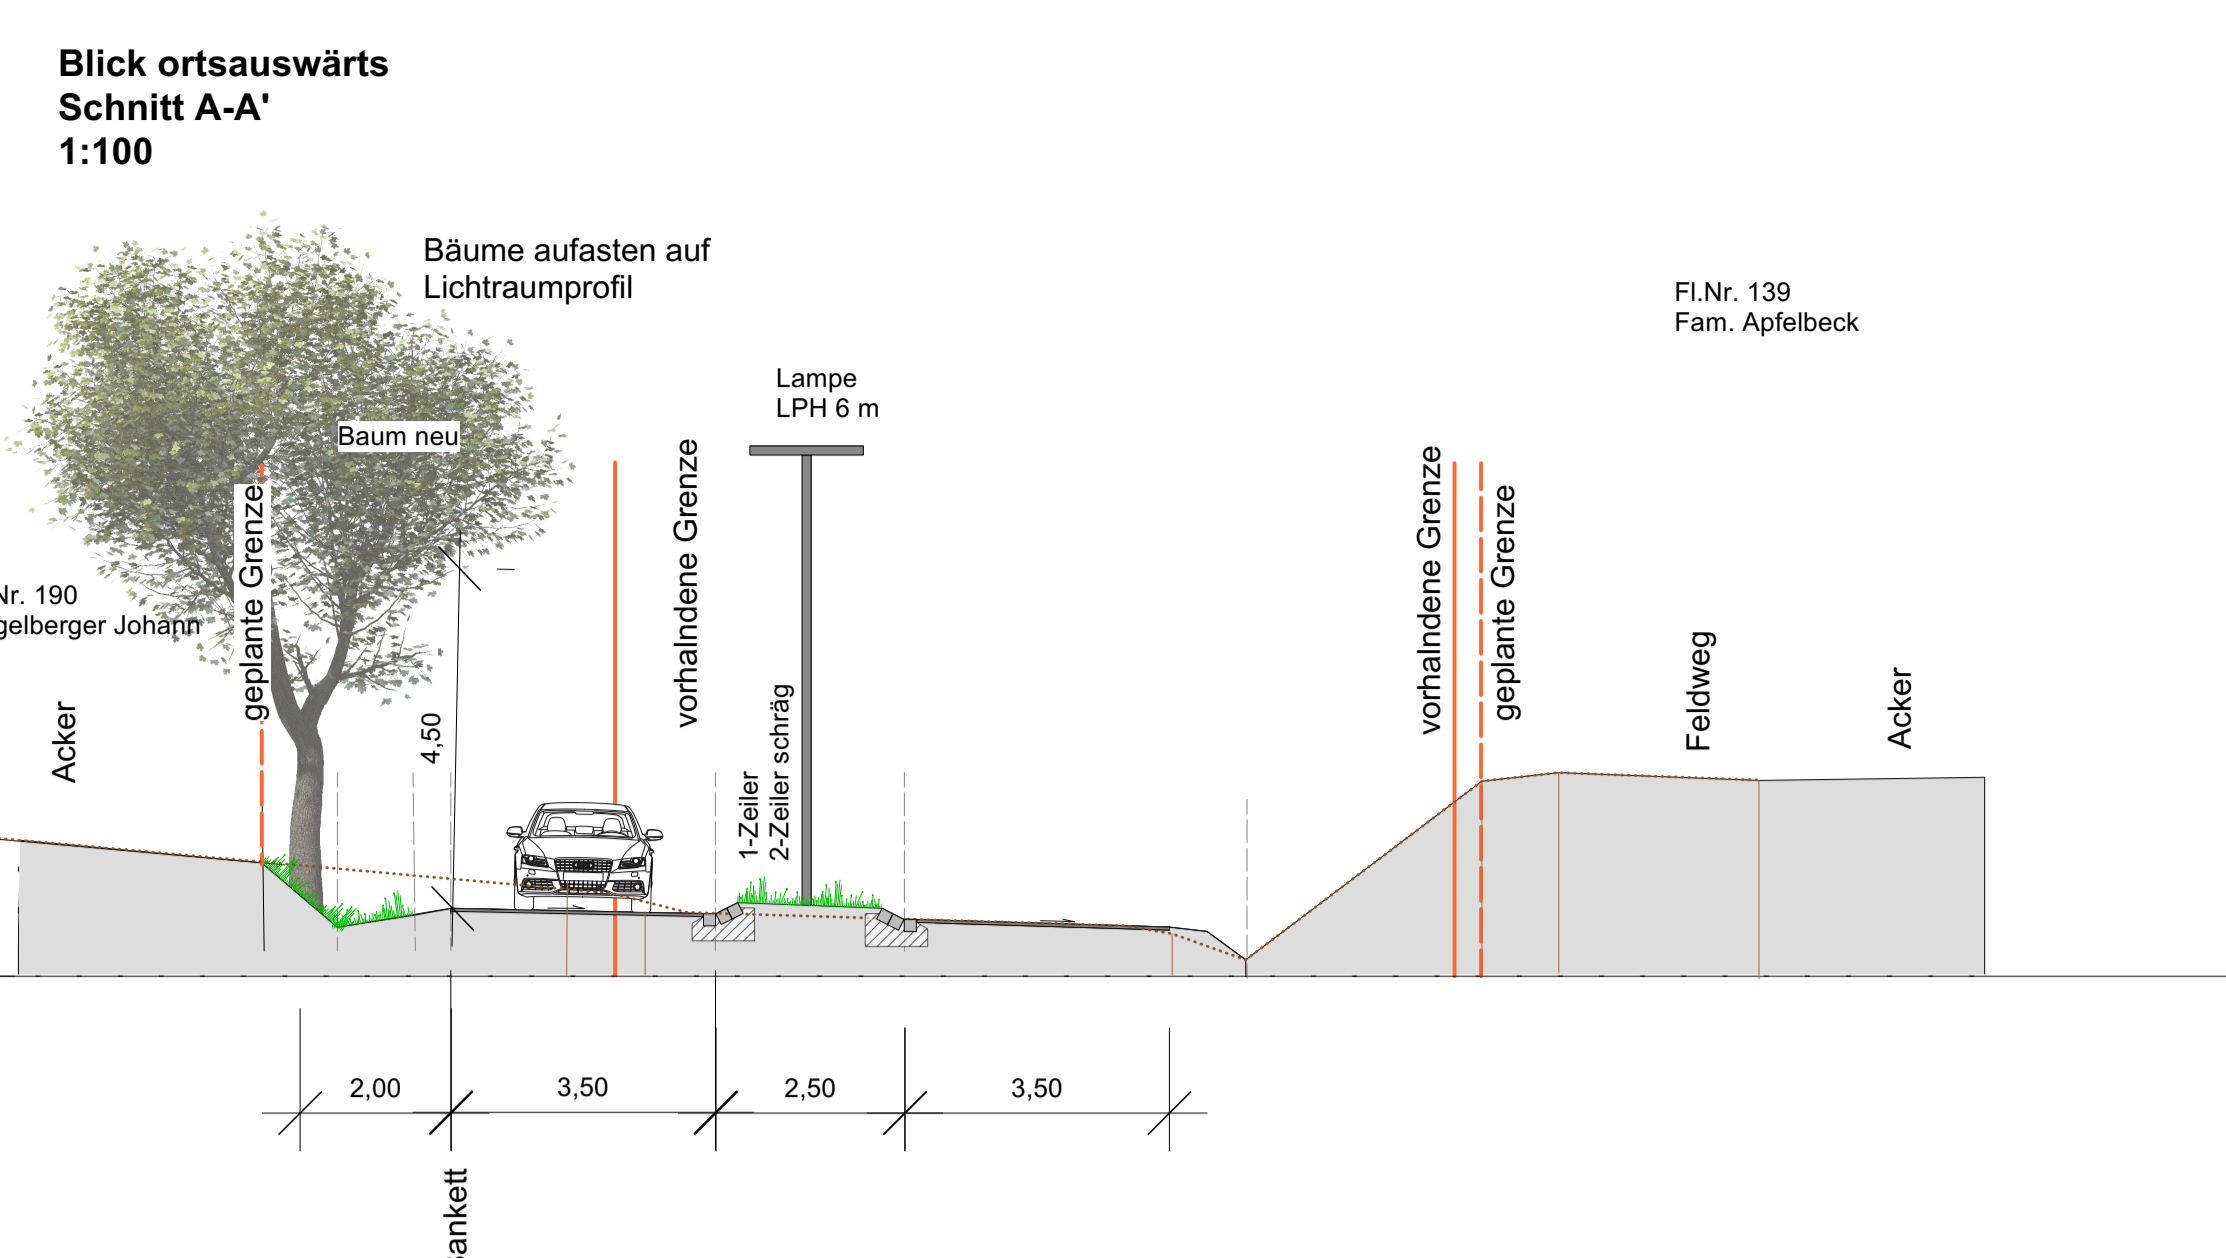 Blick ortsauswärts
Schnitt A-A'
1:100
Bäume aufasten auf
Lichtraumprofil
Fl.Nr. 139
Fam. Apfelbeck
Lampe
LPH 6 m
Baum neu
Nr. 190
gelberger Johann
geplante Grenze
vorhalndene Grenze
vorhalndene Grenze
geplante Grenze
Acker
4,50
1-Zeiler
2-Zeiler schräg
Feldweg
Acker
2,00
3,50
2,50
3,50
ankett